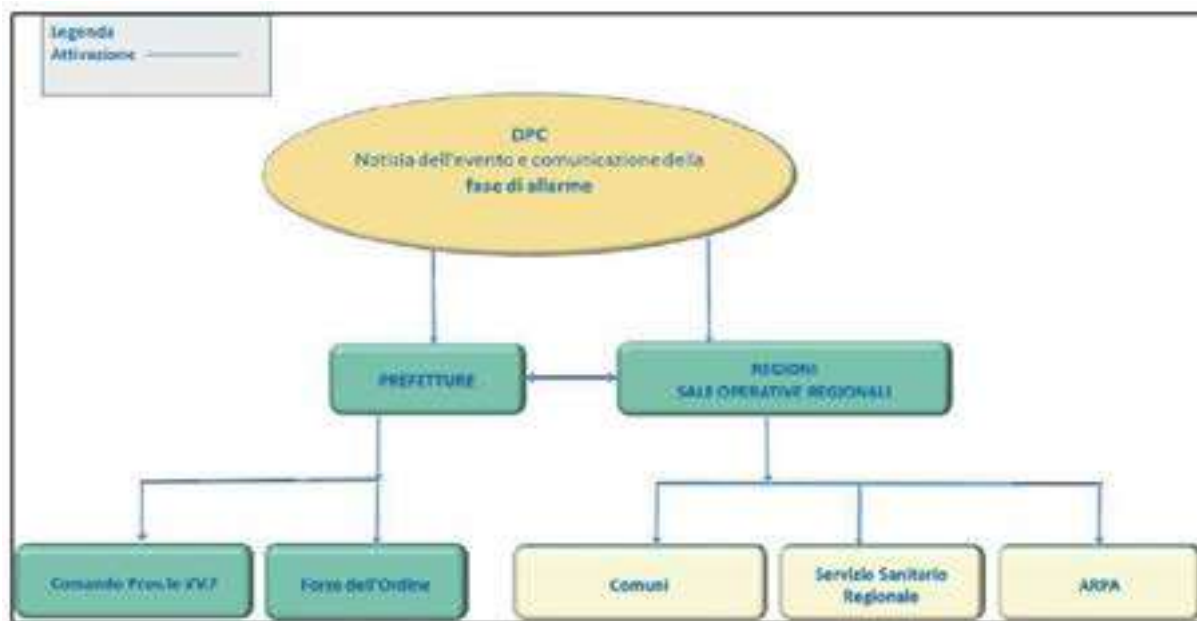 Legenda
Attivazione
DPC
Notizia dell'evento e comunicazione della
fase di allarme
PREFETTURE
REGIONI
SALE OPERATIVE REGIONALI
Comando Prov.le VV.F
Forze dell'Ordine
Comuni
Servizio Sanitario
Regionale
ARPA